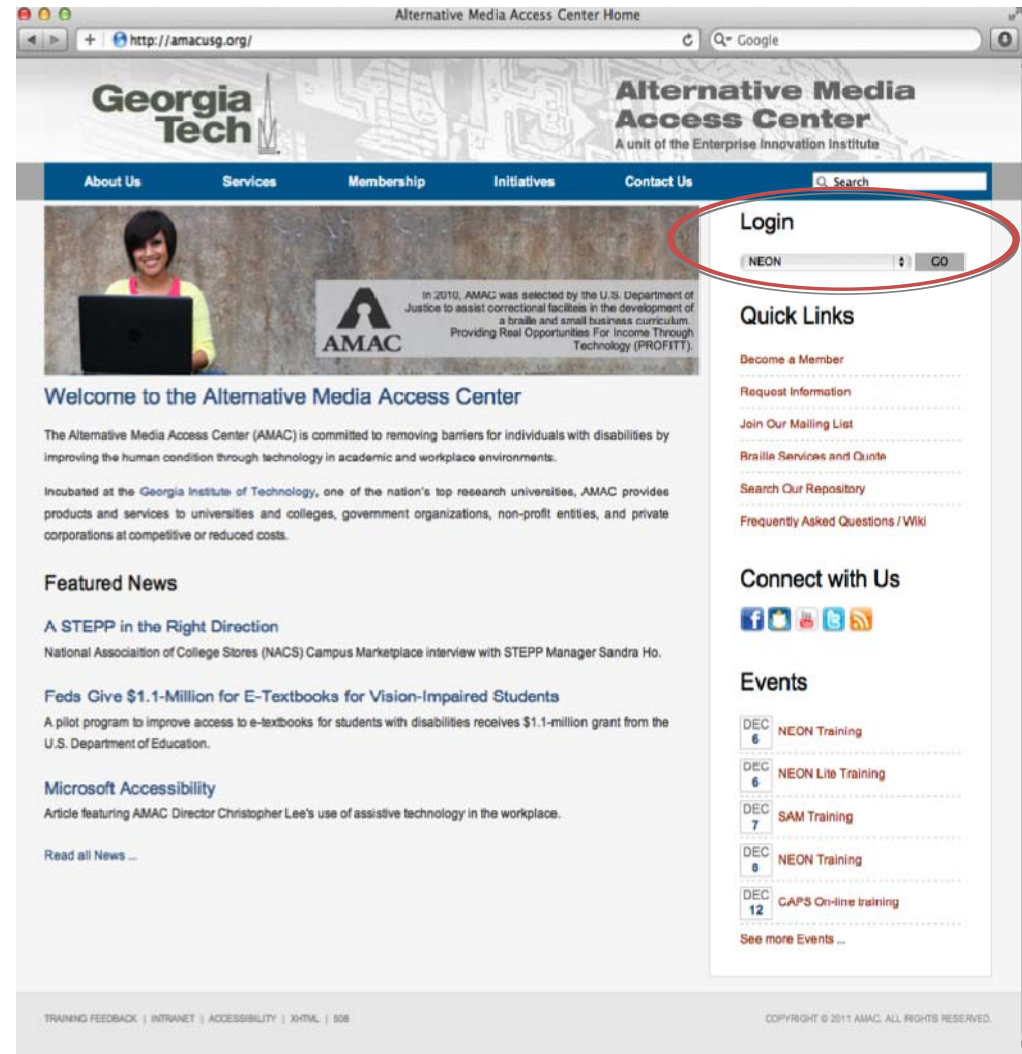 Alternative Media Access Center Home
+ http://amacusg.org/
Google
Georgia
Tech
Alternative Media
Access Center
A unit of the Enterprise Innovation Institute
About Us Services Membership Initiatives Contact Us Search
In 2010, AMAC was selected by the U.S. Department of
Justice to assist correctional faciliteis in the development of
a braille and small business curriculum.
Providing Real Opportunities For Income Through
Technology (PROFITT).
AMAC
Welcome to the Alternative Media Access Center
The Alternative Media Access Center (AMAC) is committed to removing barriers for individuals with disabilities by
improving the human condition through technology in academic and workplace environments.
Incubated at the Georgia Institute of Technology, one of the nation's top research universities, AMAC provides
products and services to universities and colleges, government organizations, non-profit entities, and private
corporations at competitive or reduced costs.
Featured News
A STEPP in the Right Direction
National Associaltion of College Stores (NACS) Campus Marketplace interview with STEPP Manager Sandra Ho.
Feds Give $1.1-Million for E-Textbooks for Vision-Impaired Students
A pilot program to improve access to e-textbooks for students with disabilities receives $1.1-million grant from the
U.S. Department of Education.
Microsoft Accessibility
Article featuring AMAC Director Christopher Lee's use of assistive technology in the workplace.
Read all News ...
Login
NEON GO
Quick Links
Become a Member
Request Information
Join Our Mailing List
Braille Services and Quote
Search Our Repository
Frequently Asked Questions / Wiki
Connect with Us
Events
DEC
6
NEON Training
DEC
6
NEON Lite Training
DEC
7
SAM Training
DEC
8
NEON Training
DEC
12
CAPS On-line training
See more Events ...
TRAINING FEEDBACK | INTRANET | ACCESSIBILITY | XHTML | 508
COPYRIGHT © 2011 AMAC. ALL RIGHTS RESERVED.